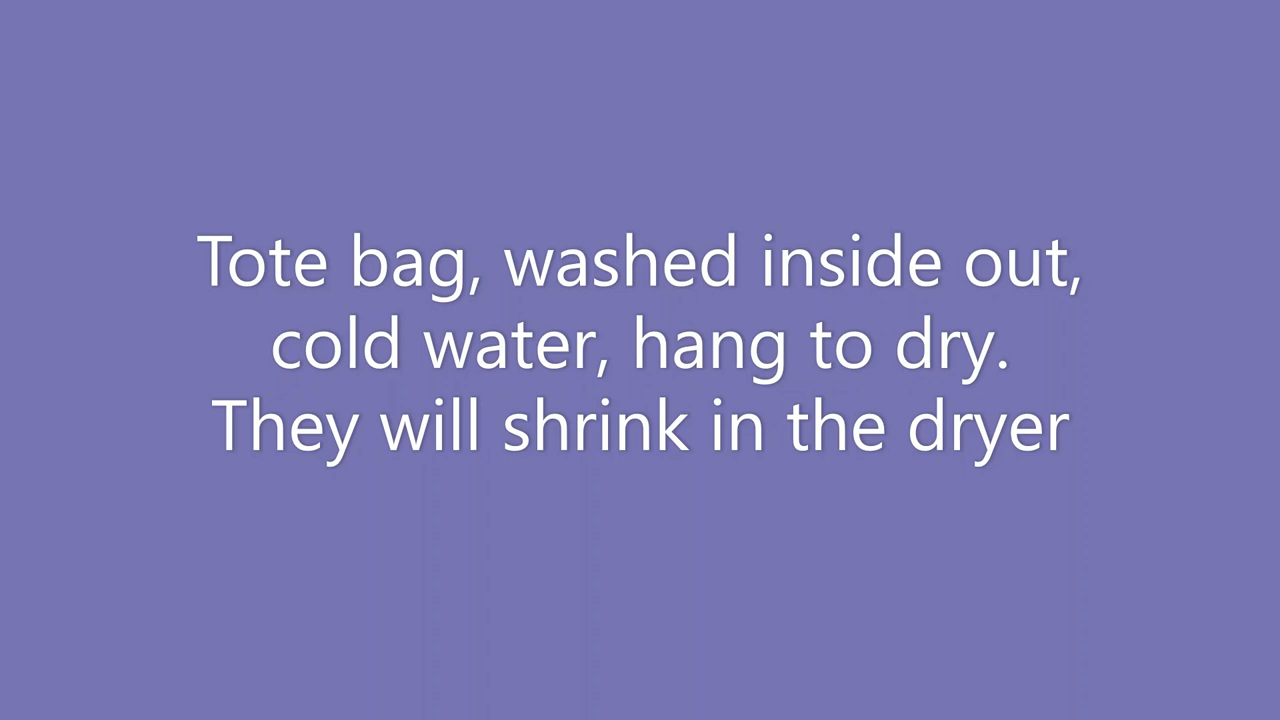 Tote bag, washed inside out,
cold water, hang to dry.
They will shrink in the dryer